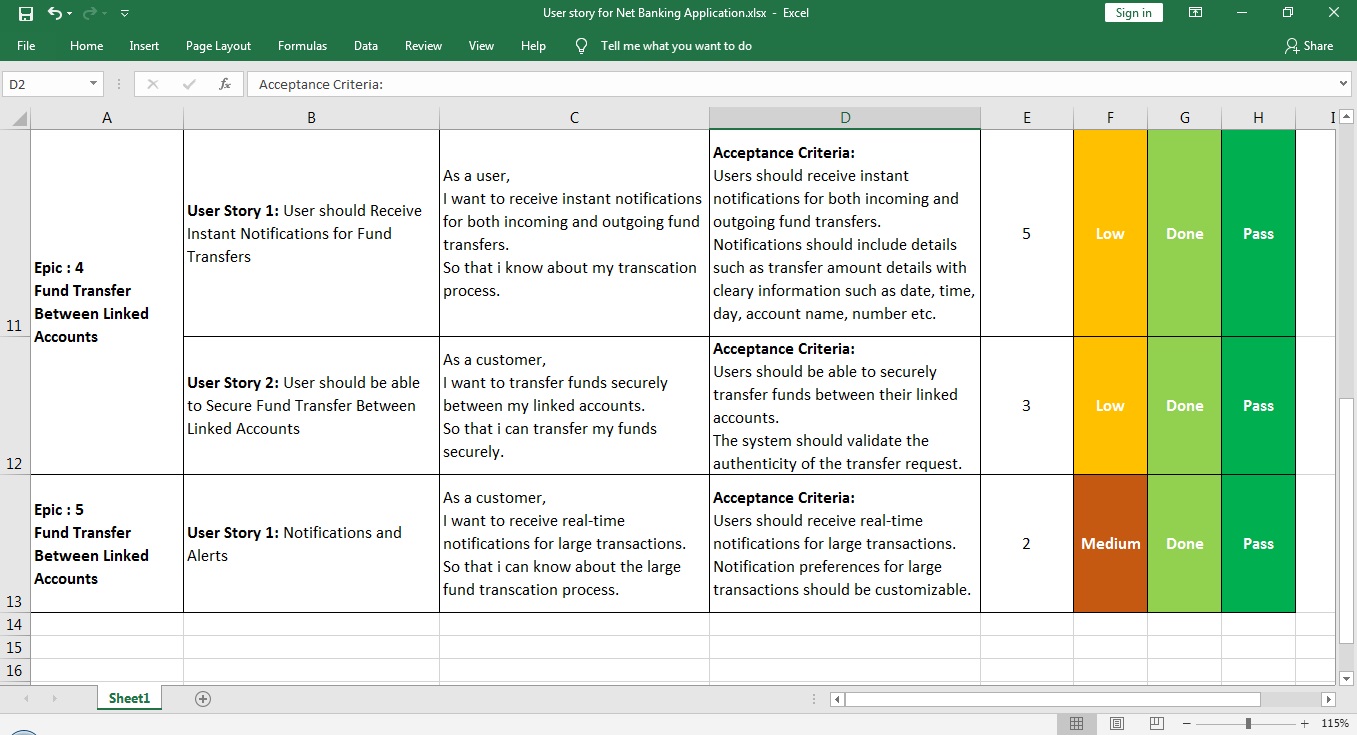 User story for Net Banking Application.xlsx - Excel
Sign in
File Home Insert Page Layout Formulas Data Review View Help Tell me what you want to do Share
D2 fx Acceptance Criteria:
A B C D E F G H I
11
Epic : 4
Fund Transfer
Between Linked
Accounts
User Story 1: User should Receive
Instant Notifications for Fund
Transfers
As a user,
I want to receive instant notifications
for both incoming and outgoing fund
transfers.
So that i know about my transcation
process.
Acceptance Criteria:
Users should receive instant
notifications for both incoming and
outgoing fund transfers.
Notifications should include details
such as transfer amount details with
cleary information such as date, time,
day, account name, number etc.
5
Low
Done
Pass
12
User Story 2: User should be able
to Secure Fund Transfer Between
Linked Accounts
As a customer,
I want to transfer funds securely
between my linked accounts.
So that i can transfer my funds
securely.
Acceptance Criteria:
Users should be able to securely
transfer funds between their linked
accounts.
The system should validate the
authenticity of the transfer request.
3
Low
Done
Pass
13
Epic : 5
Fund Transfer
Between Linked
Accounts
User Story 1: Notifications and
Alerts
As a customer,
I want to receive real-time
notifications for large transactions.
So that i can know about the large
fund transcation process.
Acceptance Criteria:
Users should receive real-time
notifications for large transactions.
Notification preferences for large
transactions should be customizable.
2
Medium
Done
Pass
14
15
16
Sheet1
115%